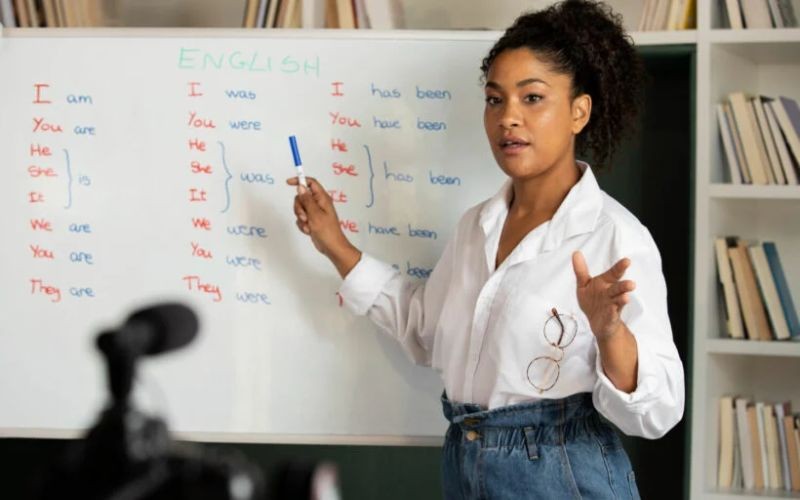 ENGLISH
I am
You are
He
She is
It
We are
You are
They are
I was
You were
He
She was
It
We were
You were
They were
I has been
You have been
He
She has been
It
We have been
been